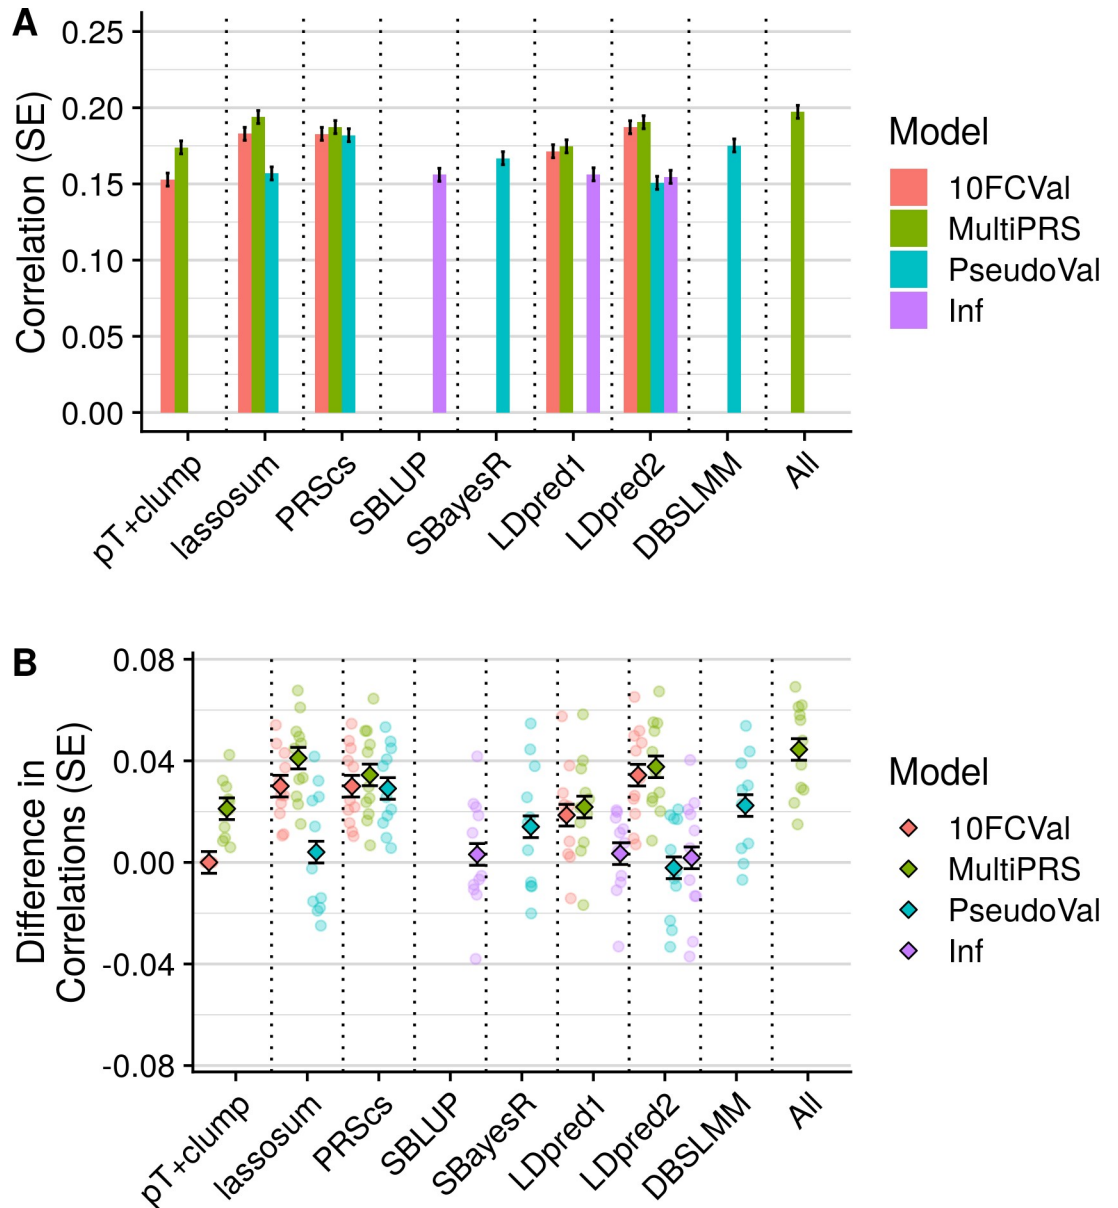 A
Correlation (SE)
0.25
0.20
0.15
0.10
0.05
0.00
pT+clump
lassosum
PRScs
SBLUP
SBayesR
LDpred1
LDpred2
DBSLMM
All
Model
10FCVal
MultiPRS
PseudoVal
Inf
B
Difference in
Correlations (SE)
0.08
0.04
0.00
-0.04
-0.08
pT+clump
lassosum
PRScs
SBLUP
SBayesR
LDpred1
LDpred2
DBSLMM
All
Model
10FCVal
MultiPRS
PseudoVal
Inf